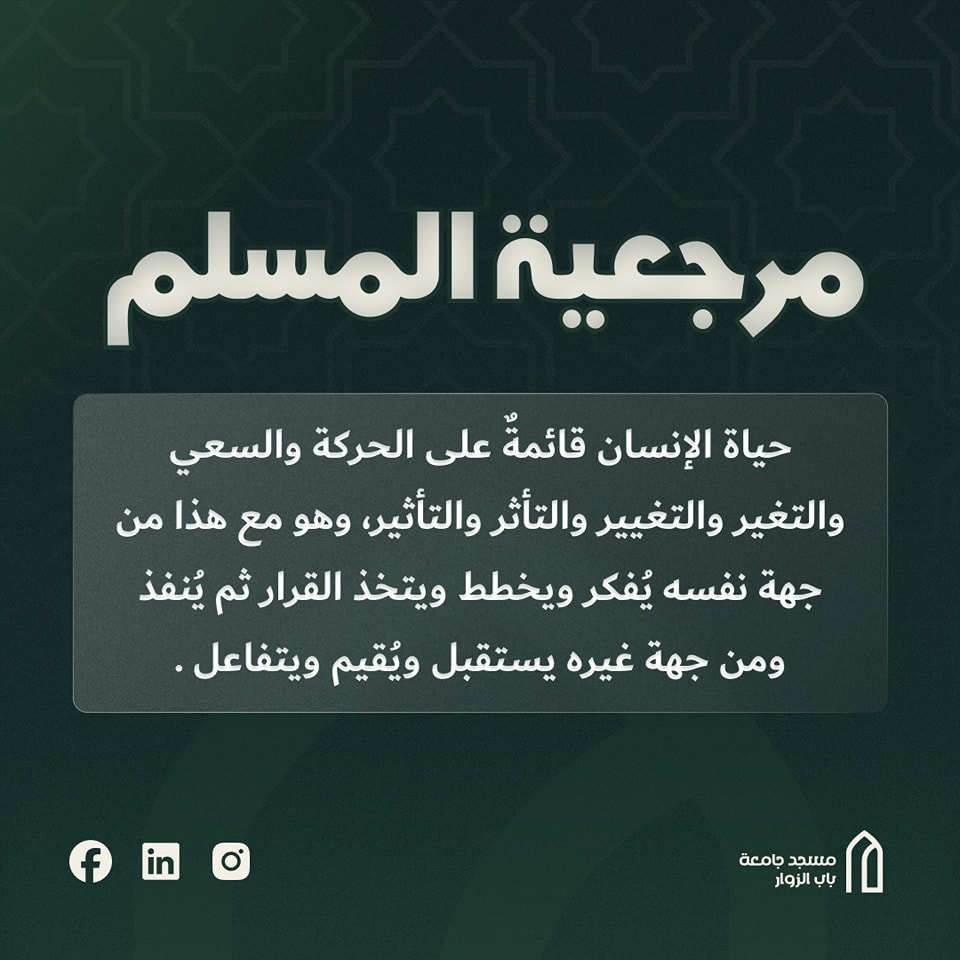 مرجعية المسلم
حياة الإنسان قائمةٌ على الحركة والسعي
والتغير والتغيير والتأثر والتأثير، وهو مع هذا من
جهة نفسه يُفكر ويخطط ويتخذ القرار ثم يُنفذ
ومن جهة غيره يستقبل ويُقيم ويتفاعل .
مسجد جامعة
باب الزوار